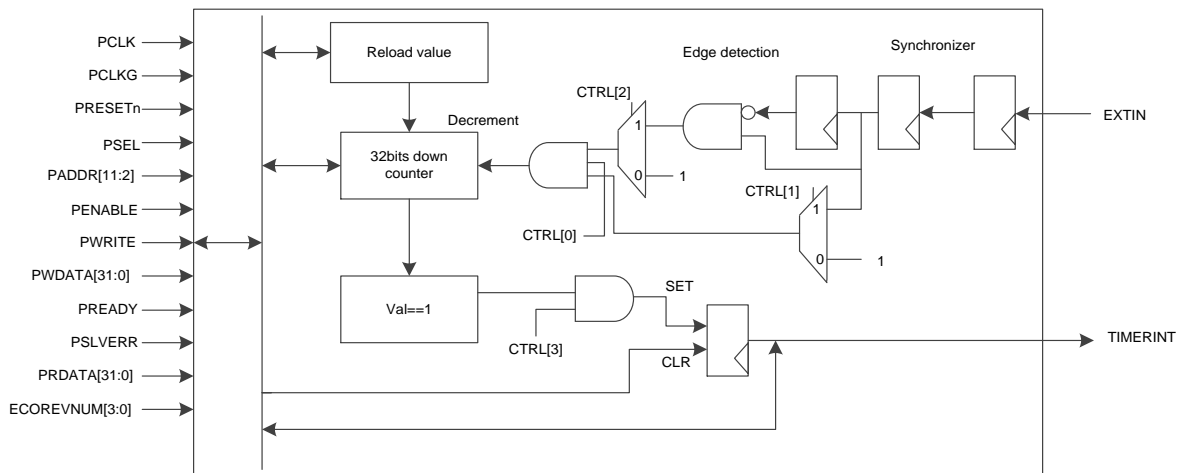 PCLK
PCLKG
PRESETn
PSEL
PADDR[11:2]
PENABLE
PWRITE
PWDATA[31:0]
PREADY
PSLVERR
PRDATA[31:0]
ECOREVNUM[3:0]
Reload value
Edge detection
Synchronizer
CTRL[2]
Decrement
1
EXTIN
32bits down
counter
0
1
CTRL[1]
1
CTRL[0]
0
1
Val==1
SET
CTRL[3]
CLR
TIMERINT